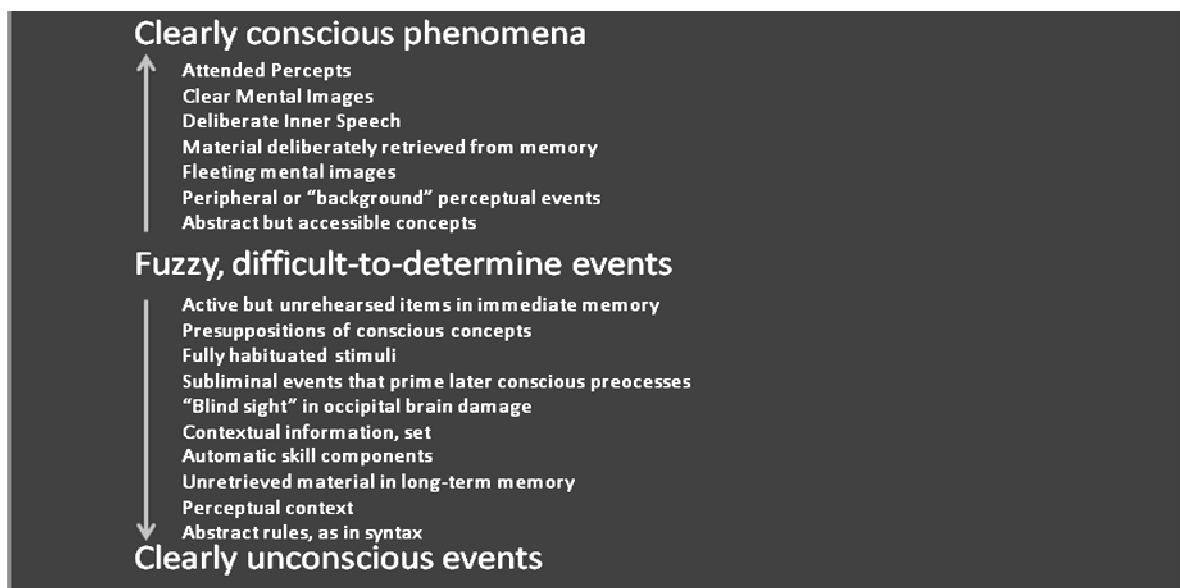 Clearly conscious phenomena
Attended Percepts
Clear Mental Images
Deliberate Inner Speech
Material deliberately retrieved from memory
Fleeting mental images
Peripheral or “background” perceptual events
Abstract but accessible concepts
Fuzzy, difficult-to-determine events
Active but unrehearsed items in immediate memory
Presuppositions of conscious concepts
Fully habituated stimuli
Subliminal events that prime later conscious preocesses
“Blind sight” in occipital brain damage
Contextual information, set
Automatic skill components
Unretrieved material in long-term memory
Perceptual context
Abstract rules, as in syntax
Clearly unconscious events